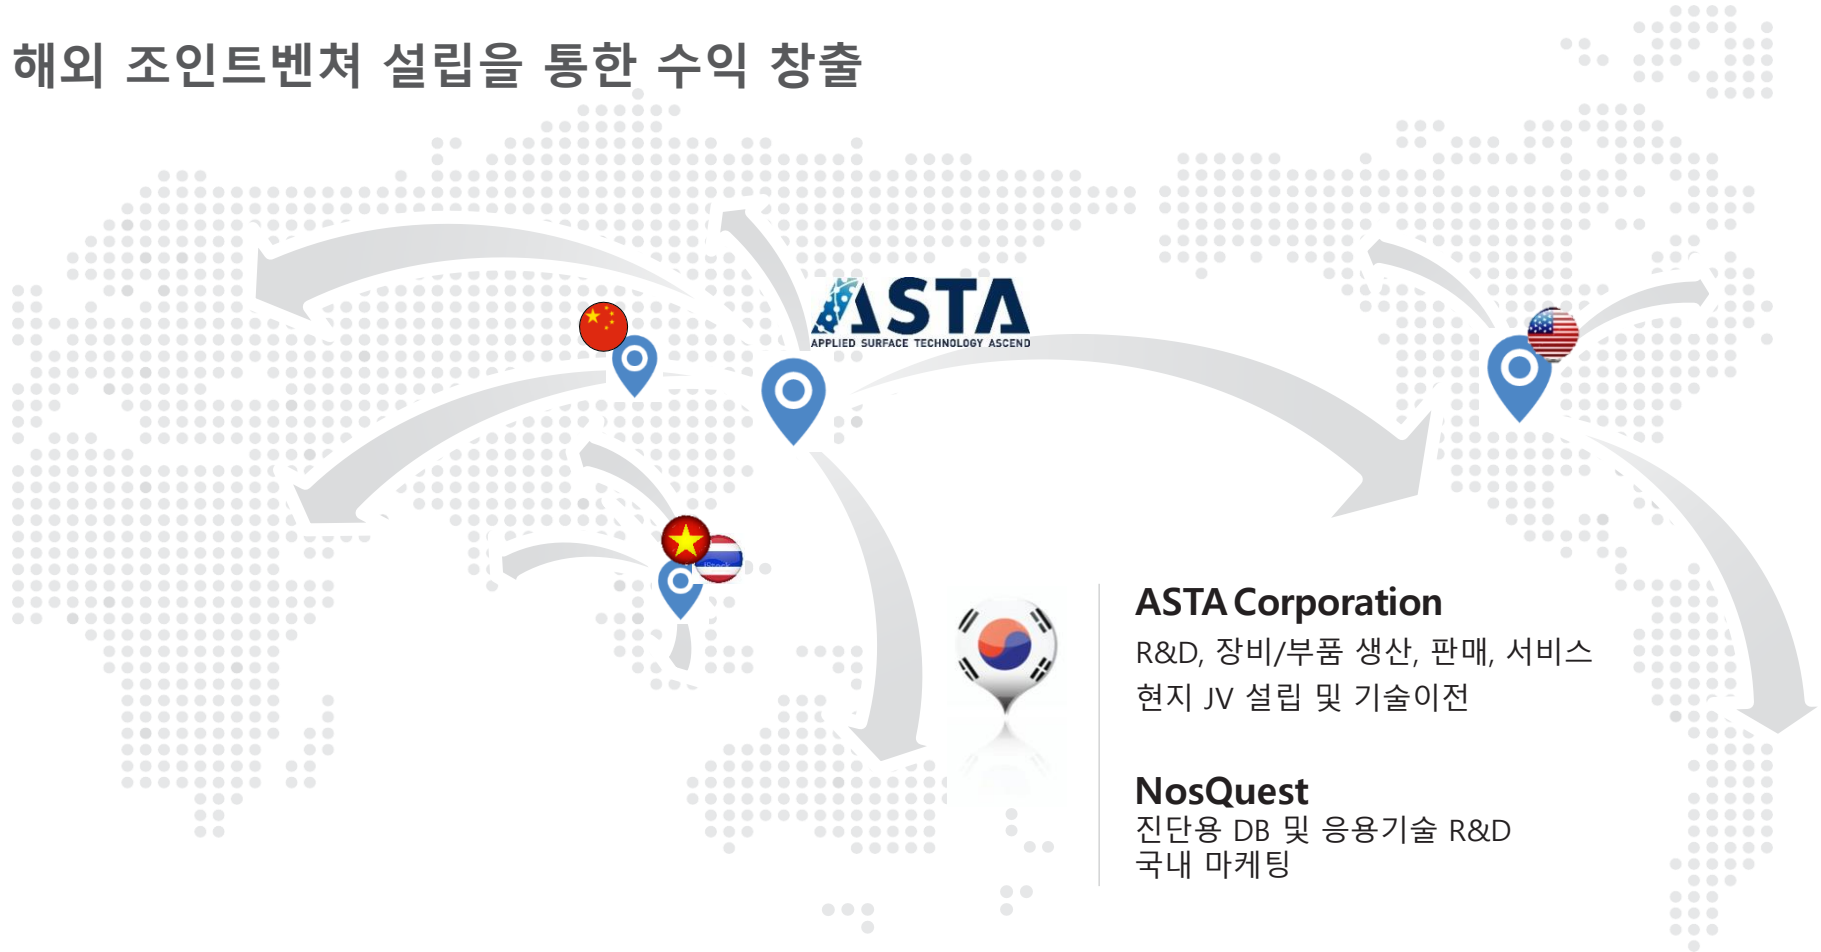 해외 조인트벤쳐 설립을 통한 수익 창출
ASTA
APPLIED SURFACE TECHNOLOGY ASCEND
iStock
ASTA Corporation
R&D, 장비/부품 생산, 판매, 서비스
현지 JV 설립 및 기술이전
NosQuest
진단용 DB 및 응용기술 R&D
국내 마케팅